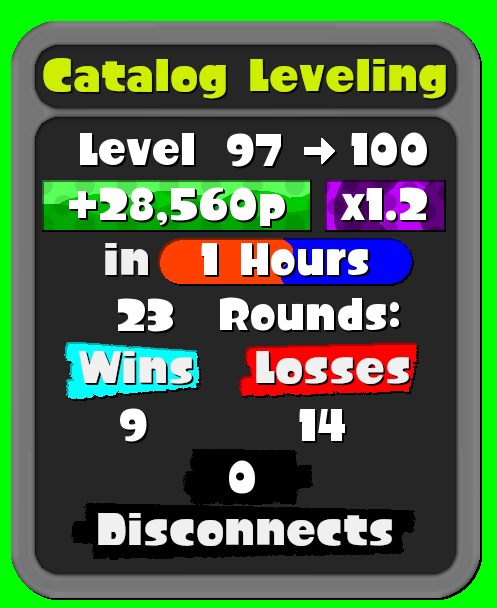 Catalog Leveling
Level 97 → 100
+28,560p x1.2
in 1 Hours
23 Rounds:
Wins Losses
9 14
0
Disconnects